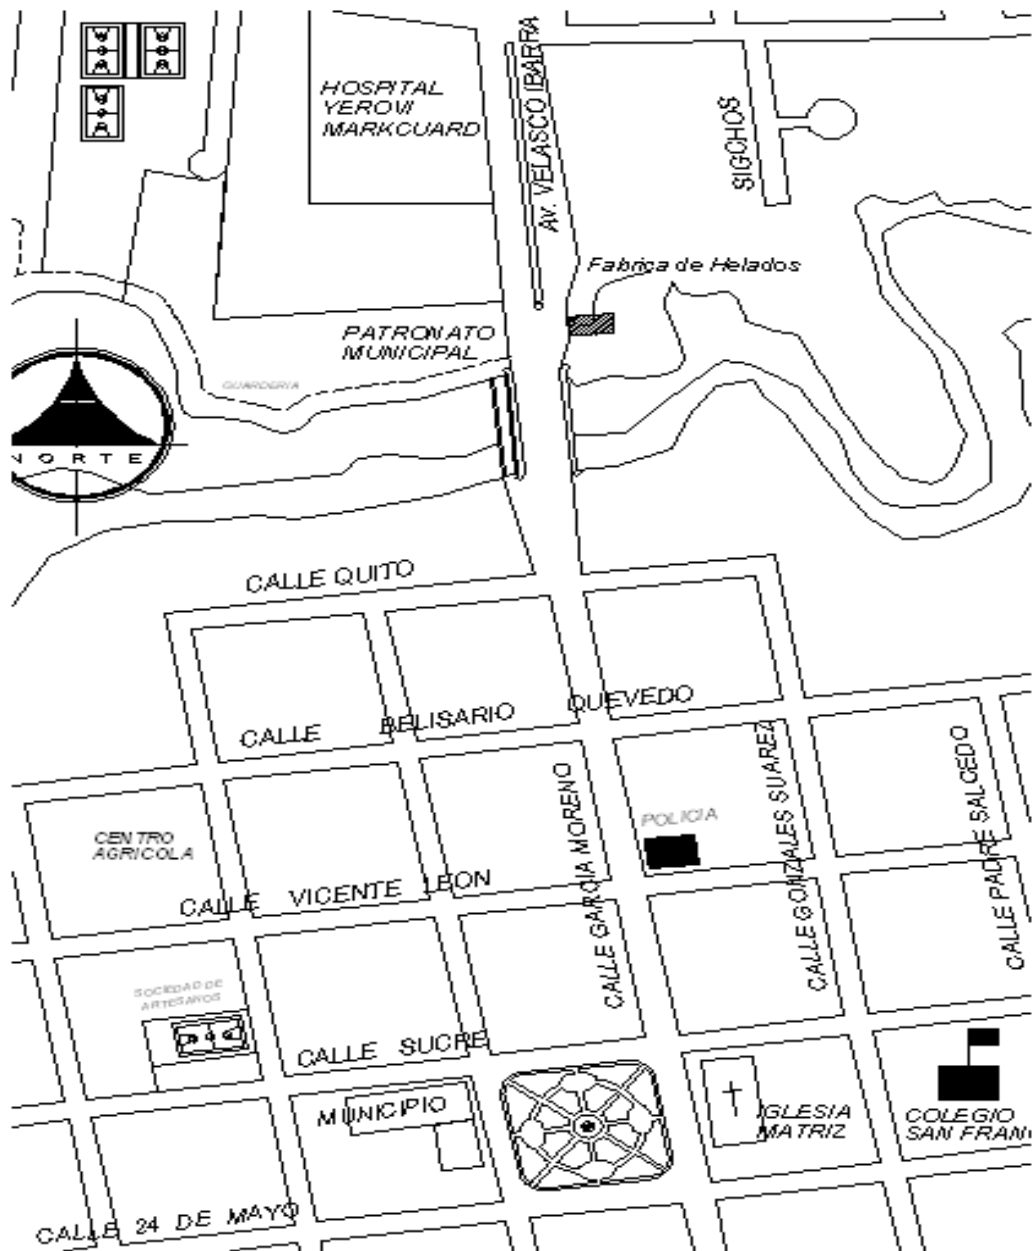 HOSPITAL
YEROVI
MARKCUARD
Av. VELASCO IBARRA
SIGCHOS
Fabrica de Helados
PATRONATO
MUNICIPAL
GUARDERIA
NORTE
CALLE QUITO
CALLE BELISARIO QUEVEDO
CALLE GARCIA MORENO
CALLE GONZALES SUAREZ
CALLE PADRE SALCEDO
POLICIA
CENTRO
AGRICOLA
CALLE VICENTE LEON
SOCIEDAD DE
ARTESANOS
CALLE SUCRE
MUNICIPIO
IGLESIA
MATRIZ
COLEGIO
SAN FRAN
CALLE 24 DE MAYO